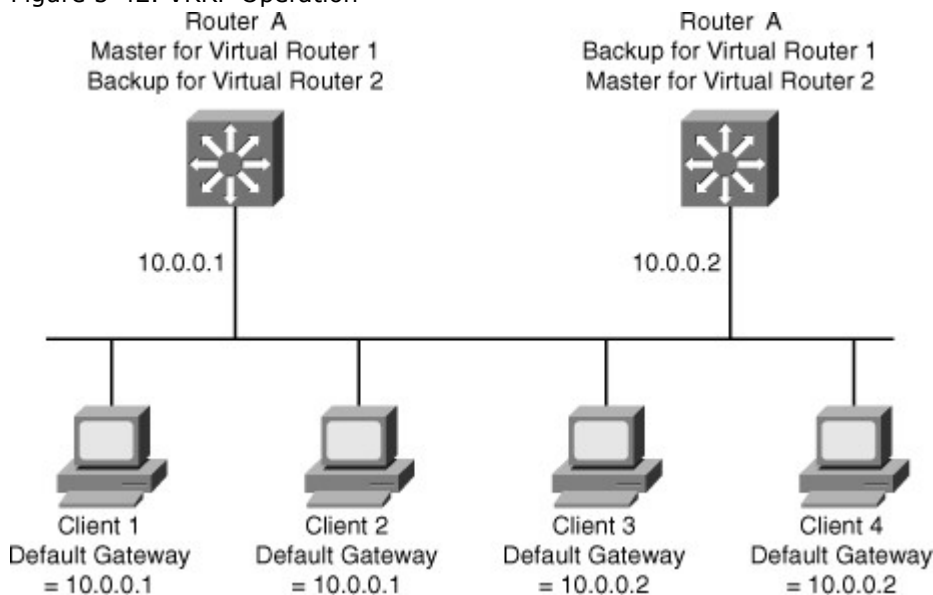 Router A
Master for Virtual Router 1
Backup for Virtual Router 2
Router A
Backup for Virtual Router 1
Master for Virtual Router 2
10.0.0.1
10.0.0.2
Client 1
Default Gateway
= 10.0.0.1
Client 2
Default Gateway
= 10.0.0.1
Client 3
Default Gateway
= 10.0.0.2
Client 4
Default Gateway
= 10.0.0.2